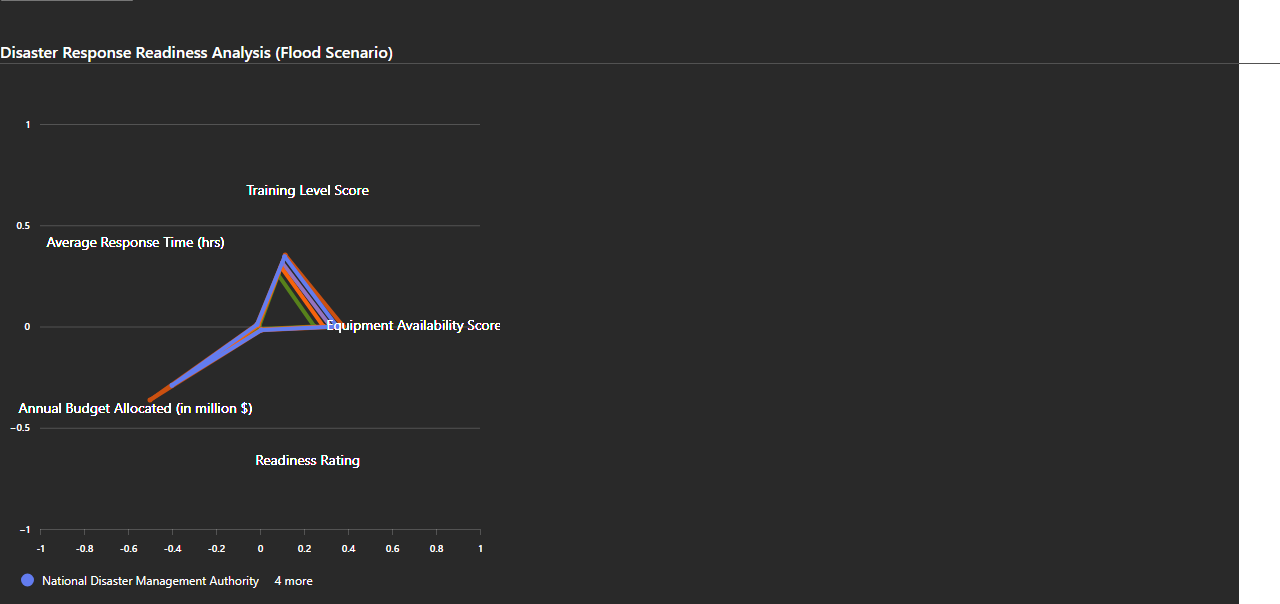 Disaster Response Readiness Analysis (Flood Scenario)
1
Training Level Score
0.5
Average Response Time (hrs)
0
Equipment Availability Score
Annual Budget Allocated (in million $)
−0.5
Readiness Rating
−1
-1 -0.8 -0.6 -0.4 -0.2 0 0.2 0.4 0.6 0.8 1
National Disaster Management Authority 4 more